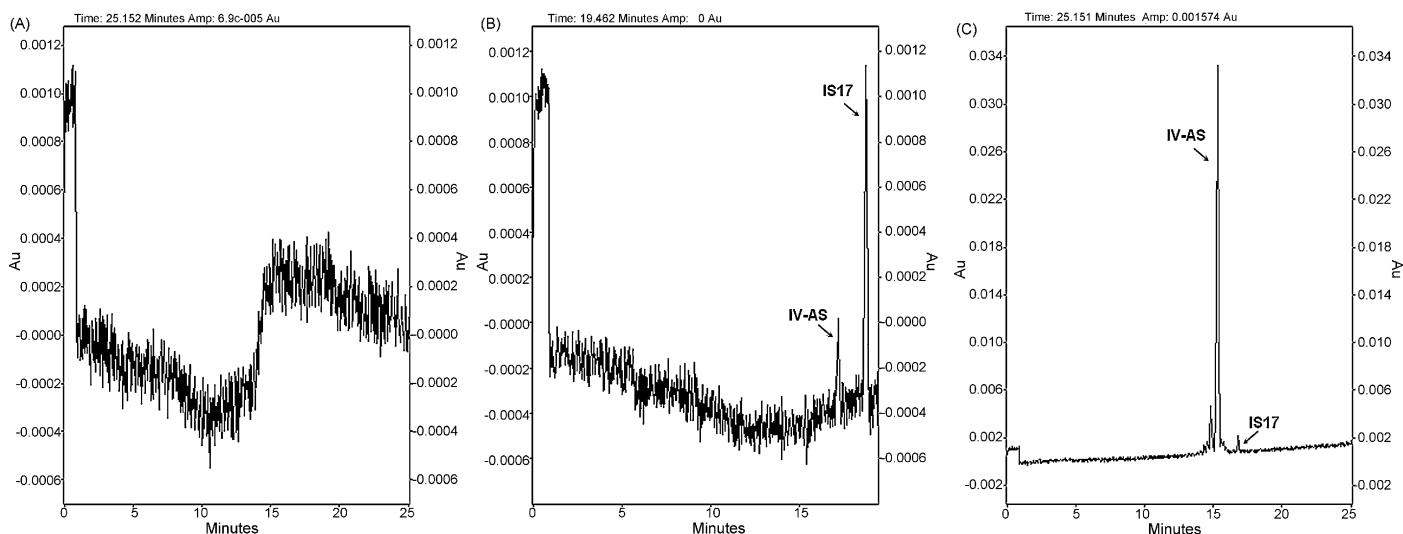 (A)
Time: 25.152 Minutes Amp: 6.9c-005 Au
0.0012
0.0010
0.0008
0.0006
0.0004
0.0002
-0.0000
-0.0002
-0.0004
-0.0006
Au
0.0012
0.0010
0.0008
0.0006
0.0004
0.0002
-0.0000
-0.0002
-0.0004
-0.0006
Au
0 5 10 15 20 25
Minutes
(B)
Time: 19.462 Minutes Amp: 0 Au
0.0012
0.0010
0.0008
0.0006
0.0004
0.0002
-0.0000
-0.0002
-0.0004
-0.0006
Au
IS17
IV-AS
0.0012
0.0010
0.0008
0.0006
0.0004
0.0002
-0.0000
-0.0002
-0.0004
-0.0006
Au
0 5 10 15
Minutes
(C)
Time: 25.151 Minutes Amp: 0.001574 Au
0.034
0.030
0.026
0.022
0.018
0.014
0.010
0.006
0.002
-0.002
Au
IV-AS
IS17
0.034
0.030
0.026
0.022
0.018
0.014
0.010
0.006
0.002
0.002
Au
0 5 10 15 20 25
Minutes